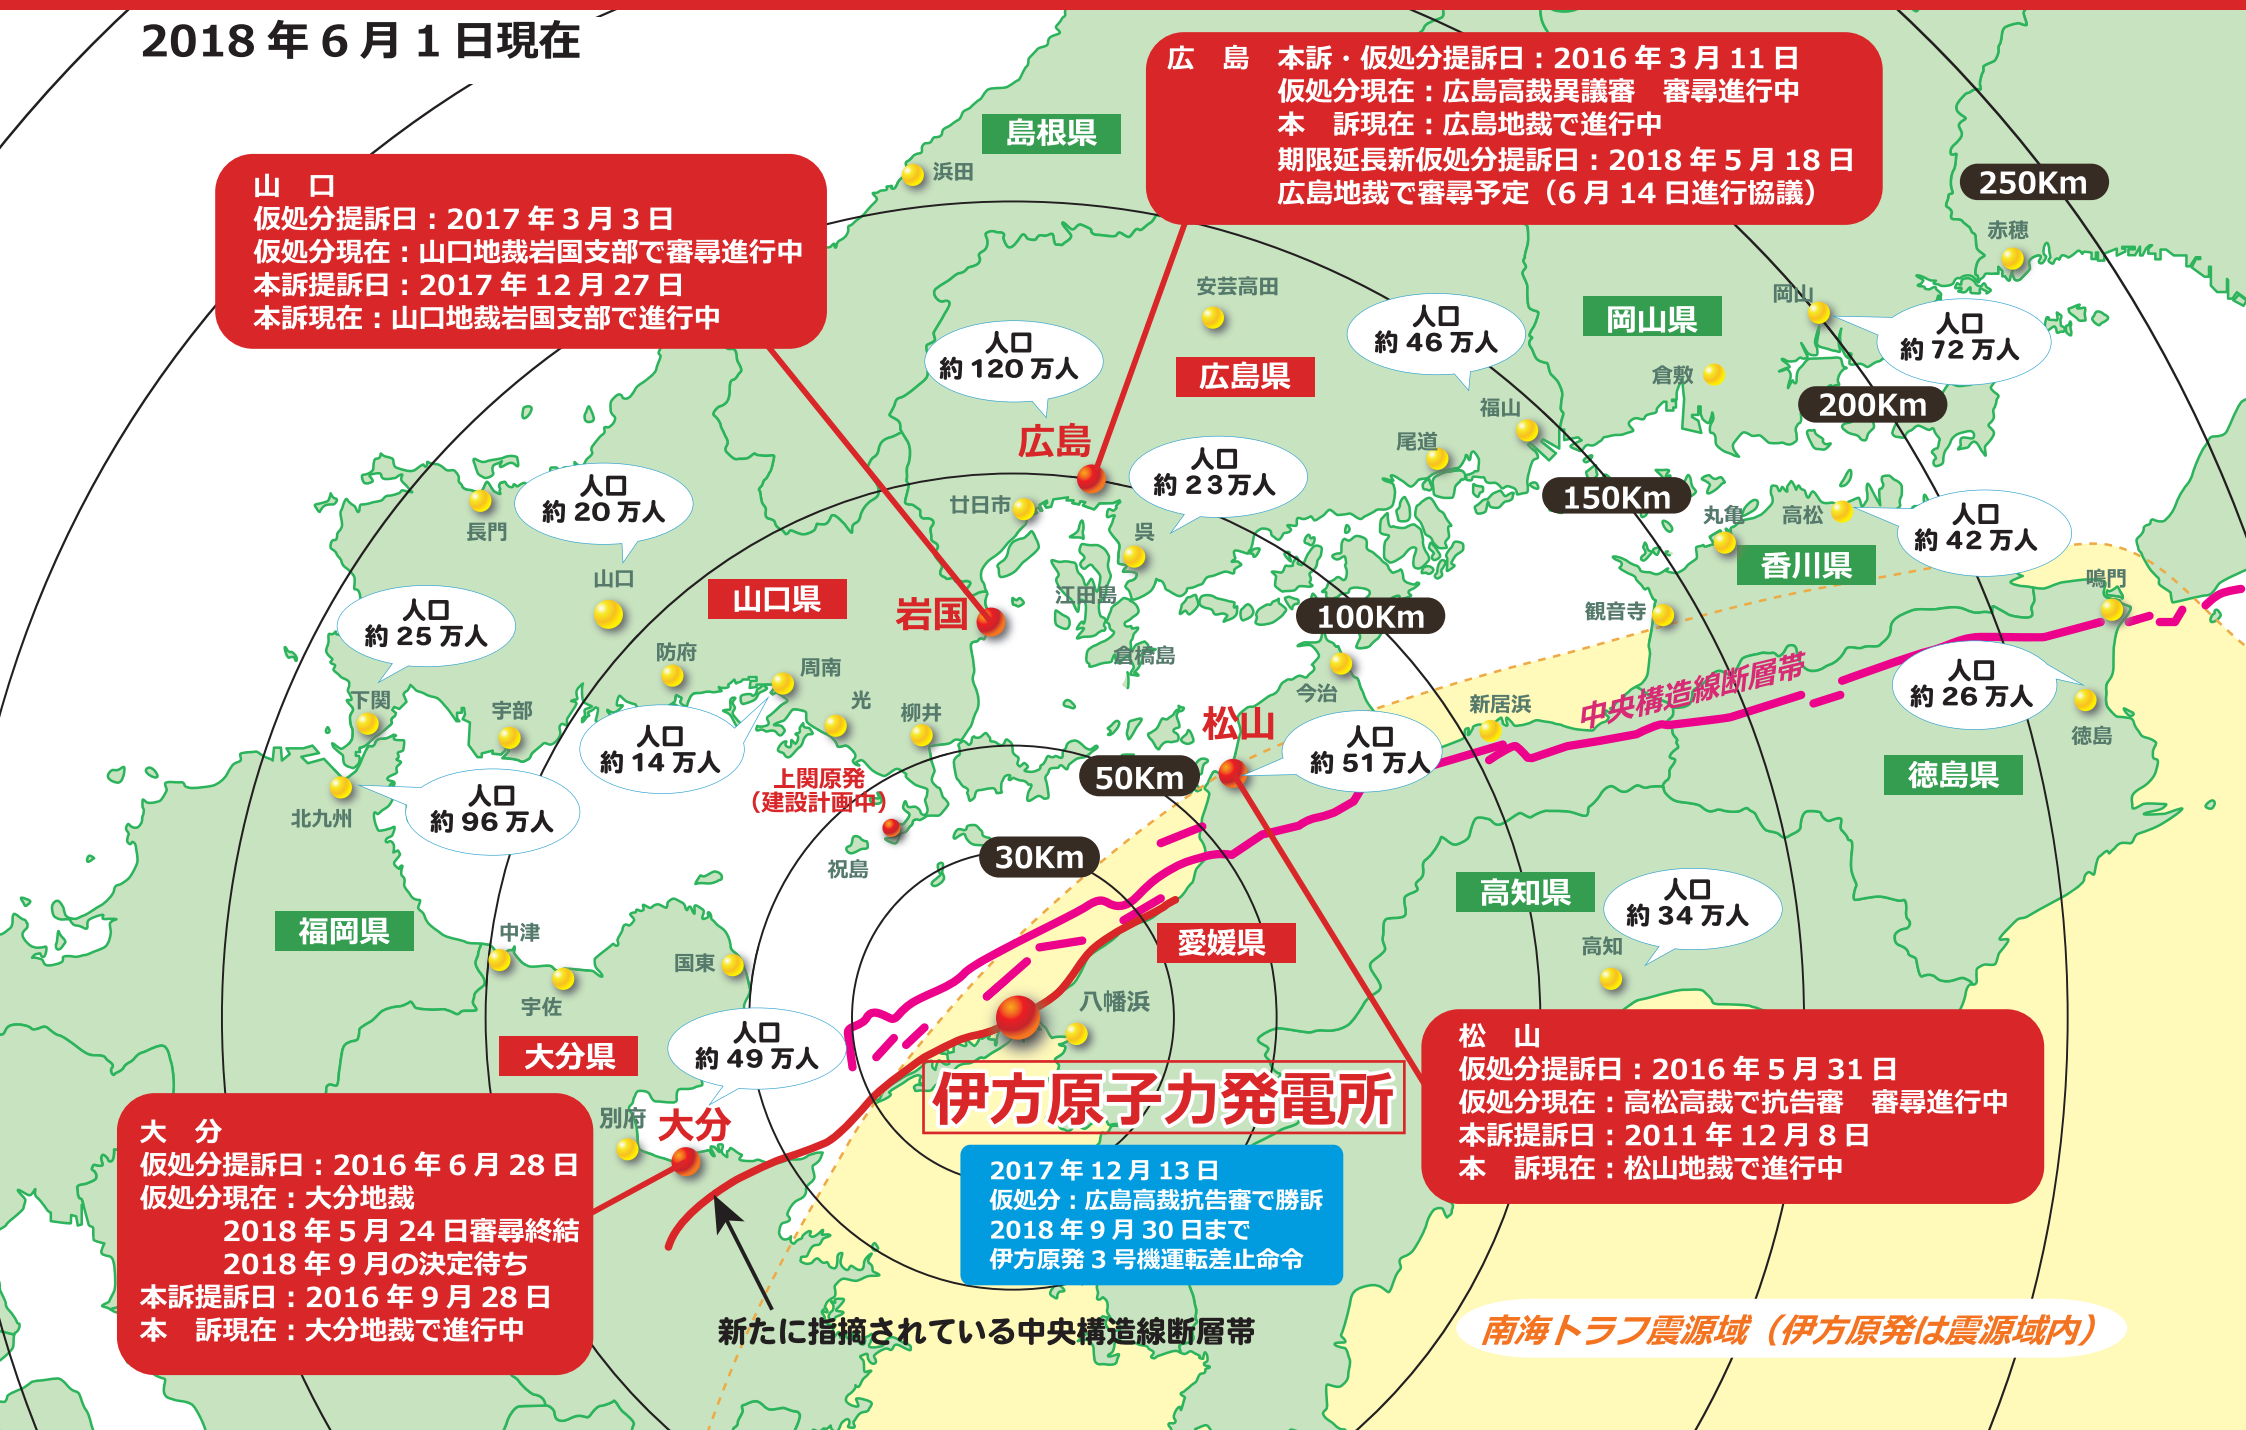 2018年6月1日現在
広　島　本訴・仮処分提訴日：2016年3月11日
仮処分現在：広島高裁異議審　審尋進行中
本　訴現在：広島地裁で進行中
期限延長新仮処分提訴日：2018年5月18日
広島地裁で審尋予定（6月14日進行協議）
島根県
浜田
250Km
山　口
仮処分提訴日：2017年3月3日
仮処分現在：山口地裁岩国支部で審尋進行中
本訴提訴日：2017年12月27日
本訴現在：山口地裁岩国支部で進行中
赤穂
安芸高田
岡山
岡山県
人口
約120万人
人口
約46万人
人口
約72万人
広島県
倉敷
200Km
福山
広島
尾道
人口
約20万人
人口
約23万人
150Km
長門
廿日市
呉
丸亀
高松
人口
約42万人
山口
香川県
鳴門
山口県
江田島
岩国
100Km
観音寺
人口
約25万人
防府
周南
倉橋島
今治
中央構造線断層帯
人口
約26万人
下関
宇部
光
柳井
松山
新居浜
徳島
人口
約14万人
人口
約51万人
上関原発
（建設計画中）
50Km
徳島県
北九州
人口
約96万人
祝島
30Km
高知県
人口
約34万人
福岡県
中津
愛媛県
高知
国東
宇佐
八幡浜
大分県
人口
約49万人
伊方原子力発電所
松　山
仮処分提訴日：2016年5月31日
仮処分現在：高松高裁で抗告審　審尋進行中
本訴提訴日：2011年12月8日
本　訴現在：松山地裁で進行中
別府
大分
大　分
仮処分提訴日：2016年6月28日
仮処分現在：大分地裁
2018年5月24日審尋終結
2018年9月の決定待ち
本訴提訴日：2016年9月28日
本　訴現在：大分地裁で進行中
2017年12月13日
仮処分：広島高裁抗告審で勝訴
2018年9月30日まで
伊方原発3号機運転差止命令
新たに指摘されている中央構造線断層帯
南海トラフ震源域（伊方原発は震源域内）